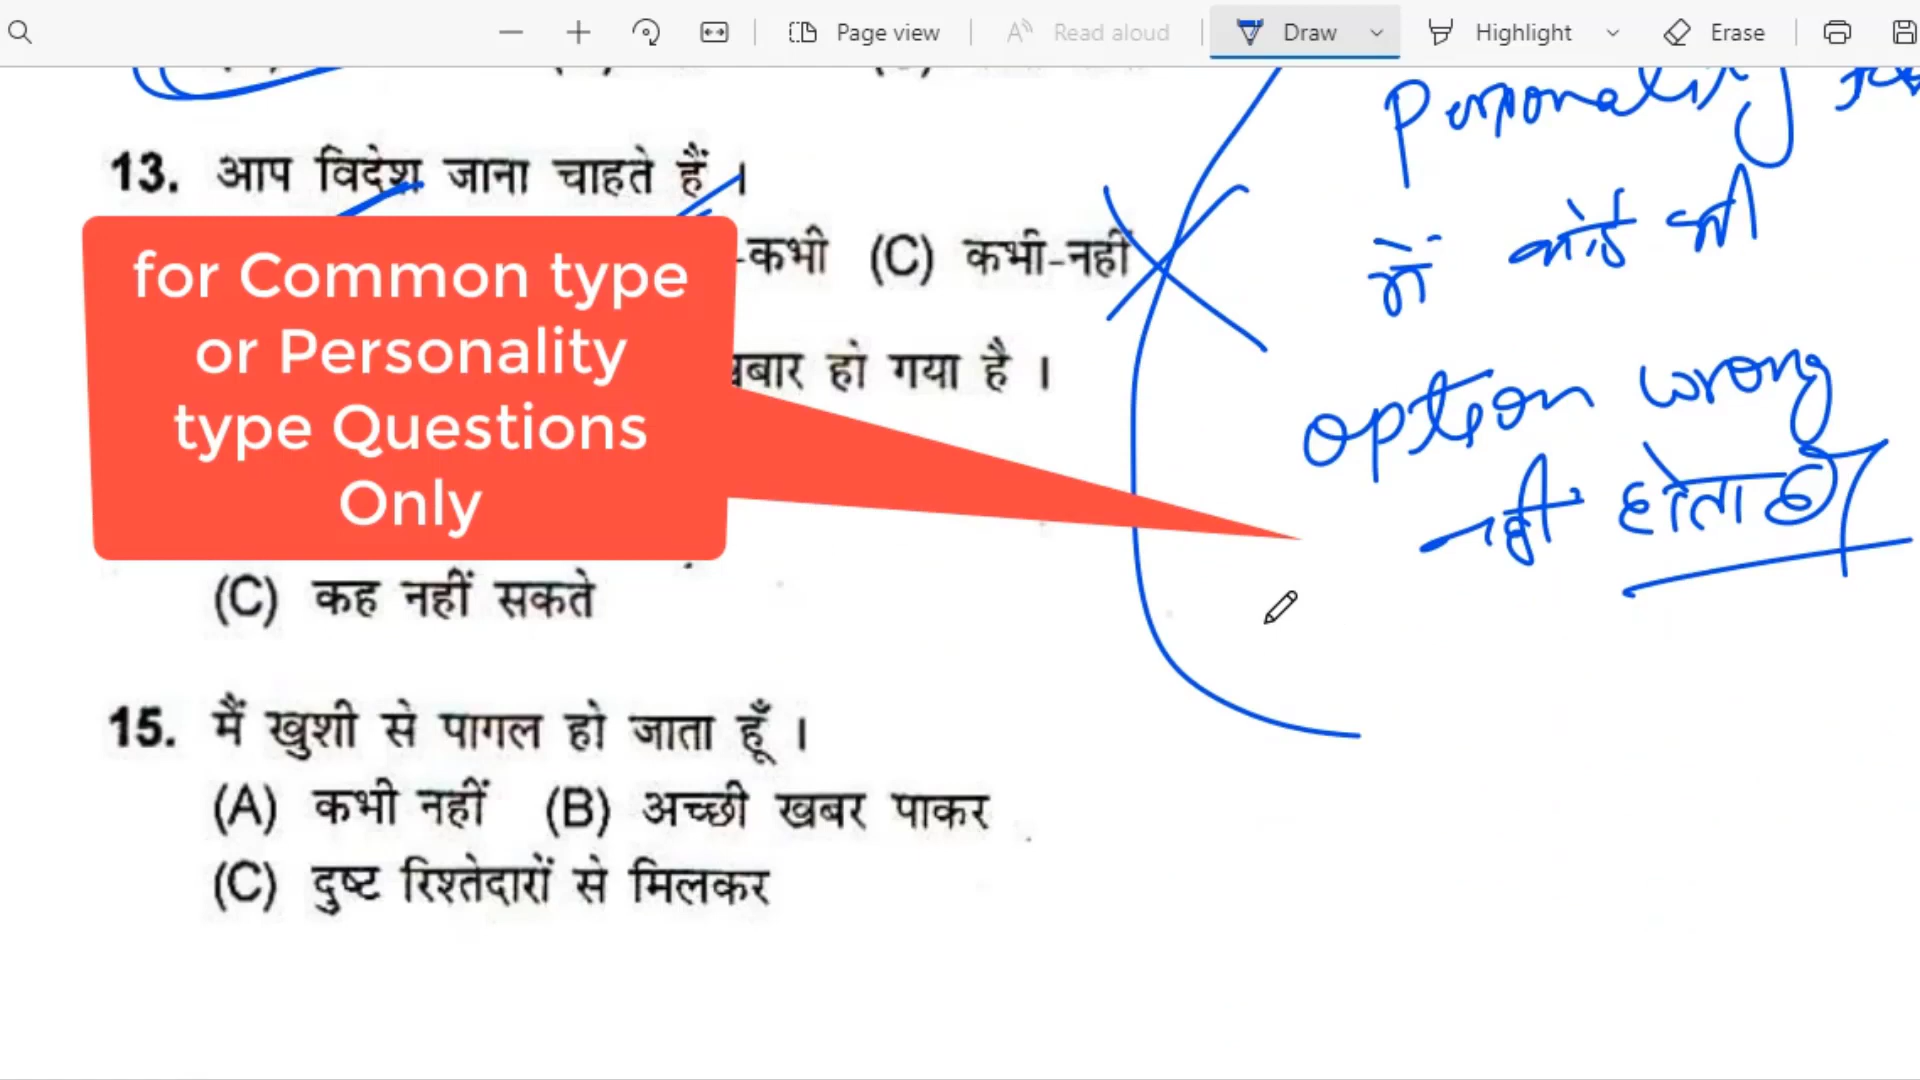 Page view
Read aloud
Draw
Highlight
Erase
Personality
13. आप विदेश जाना चाहते हैं ।
-कभी (C) कभी-नहीं
में कोई भी
for Common type
or Personality
type Questions
Only
हो गया है ।
option wrong
नही होता है
(C) कह नहीं सकते
15. मैं खुशी से पागल हो जाता हूँ ।
(A) कभी नहीं (B) अच्छी खबर पाकर
(C) दुष्ट रिश्तेदारों से मिलकर